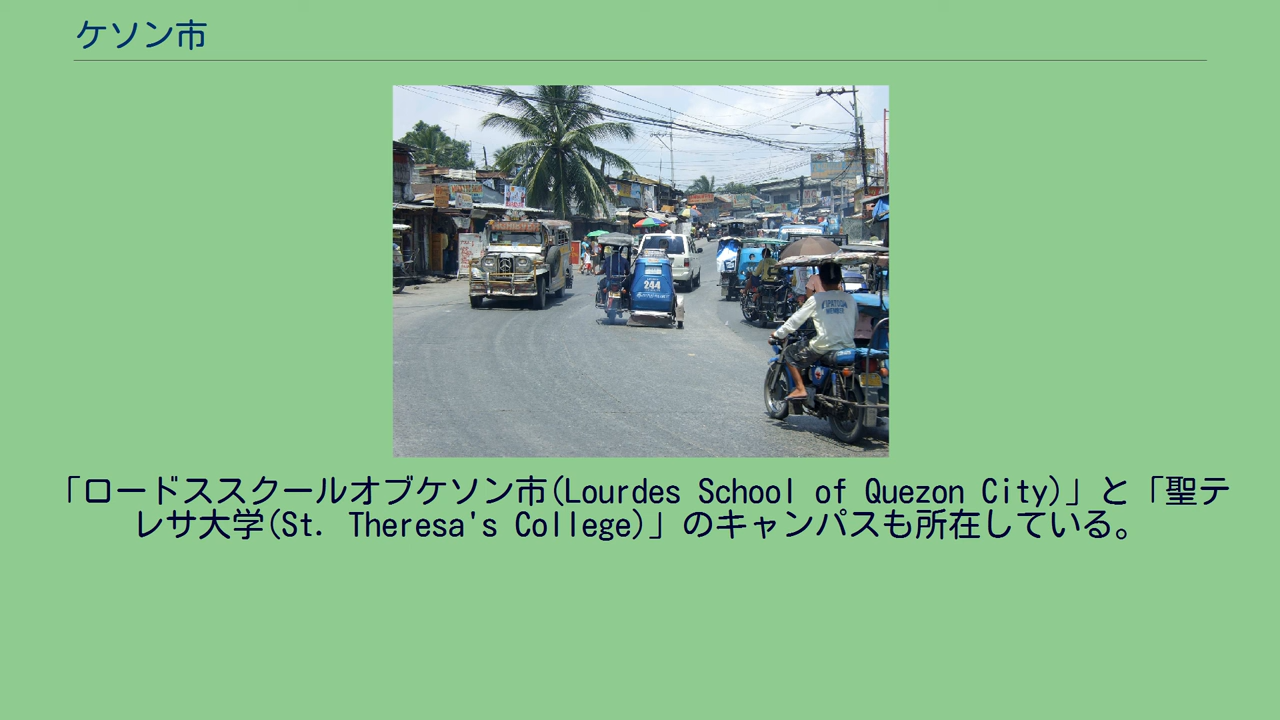 ケソン市
244
「ロードススクールオブケソン市(Lourdes School of Quezon City)」と「聖テ
レサ大学(St. Theresa's College)」のキャンパスも所在している。